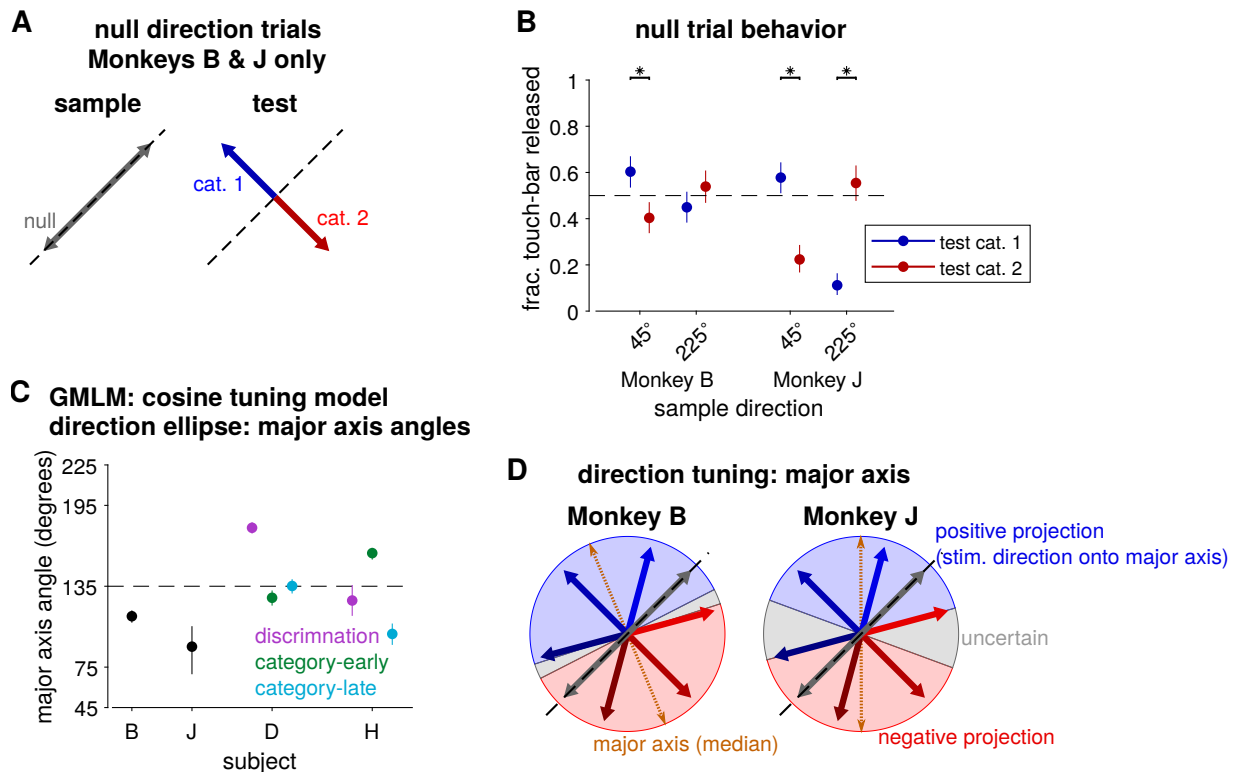 A
null direction trials
Monkeys B & J only
sample
test
null
cat. 1
cat. 2
B
null trial behavior
frac. touch-bar released
1
0.8
0.6
0.4
0.2
0
*
*
*
45°
225°
45°
225°
Monkey B
Monkey J
sample direction
test cat. 1
test cat. 2
C
GMLM: cosine tuning model
direction ellipse: major axis angles
major axis angle (degrees)
225
195
135
75
45
discrimnation
category-early
category-late
B
J
D
H
subject
D
direction tuning: major axis
Monkey B
Monkey J
positive projection
(stim. direction onto major axis)
uncertain
major axis (median)
negative projection